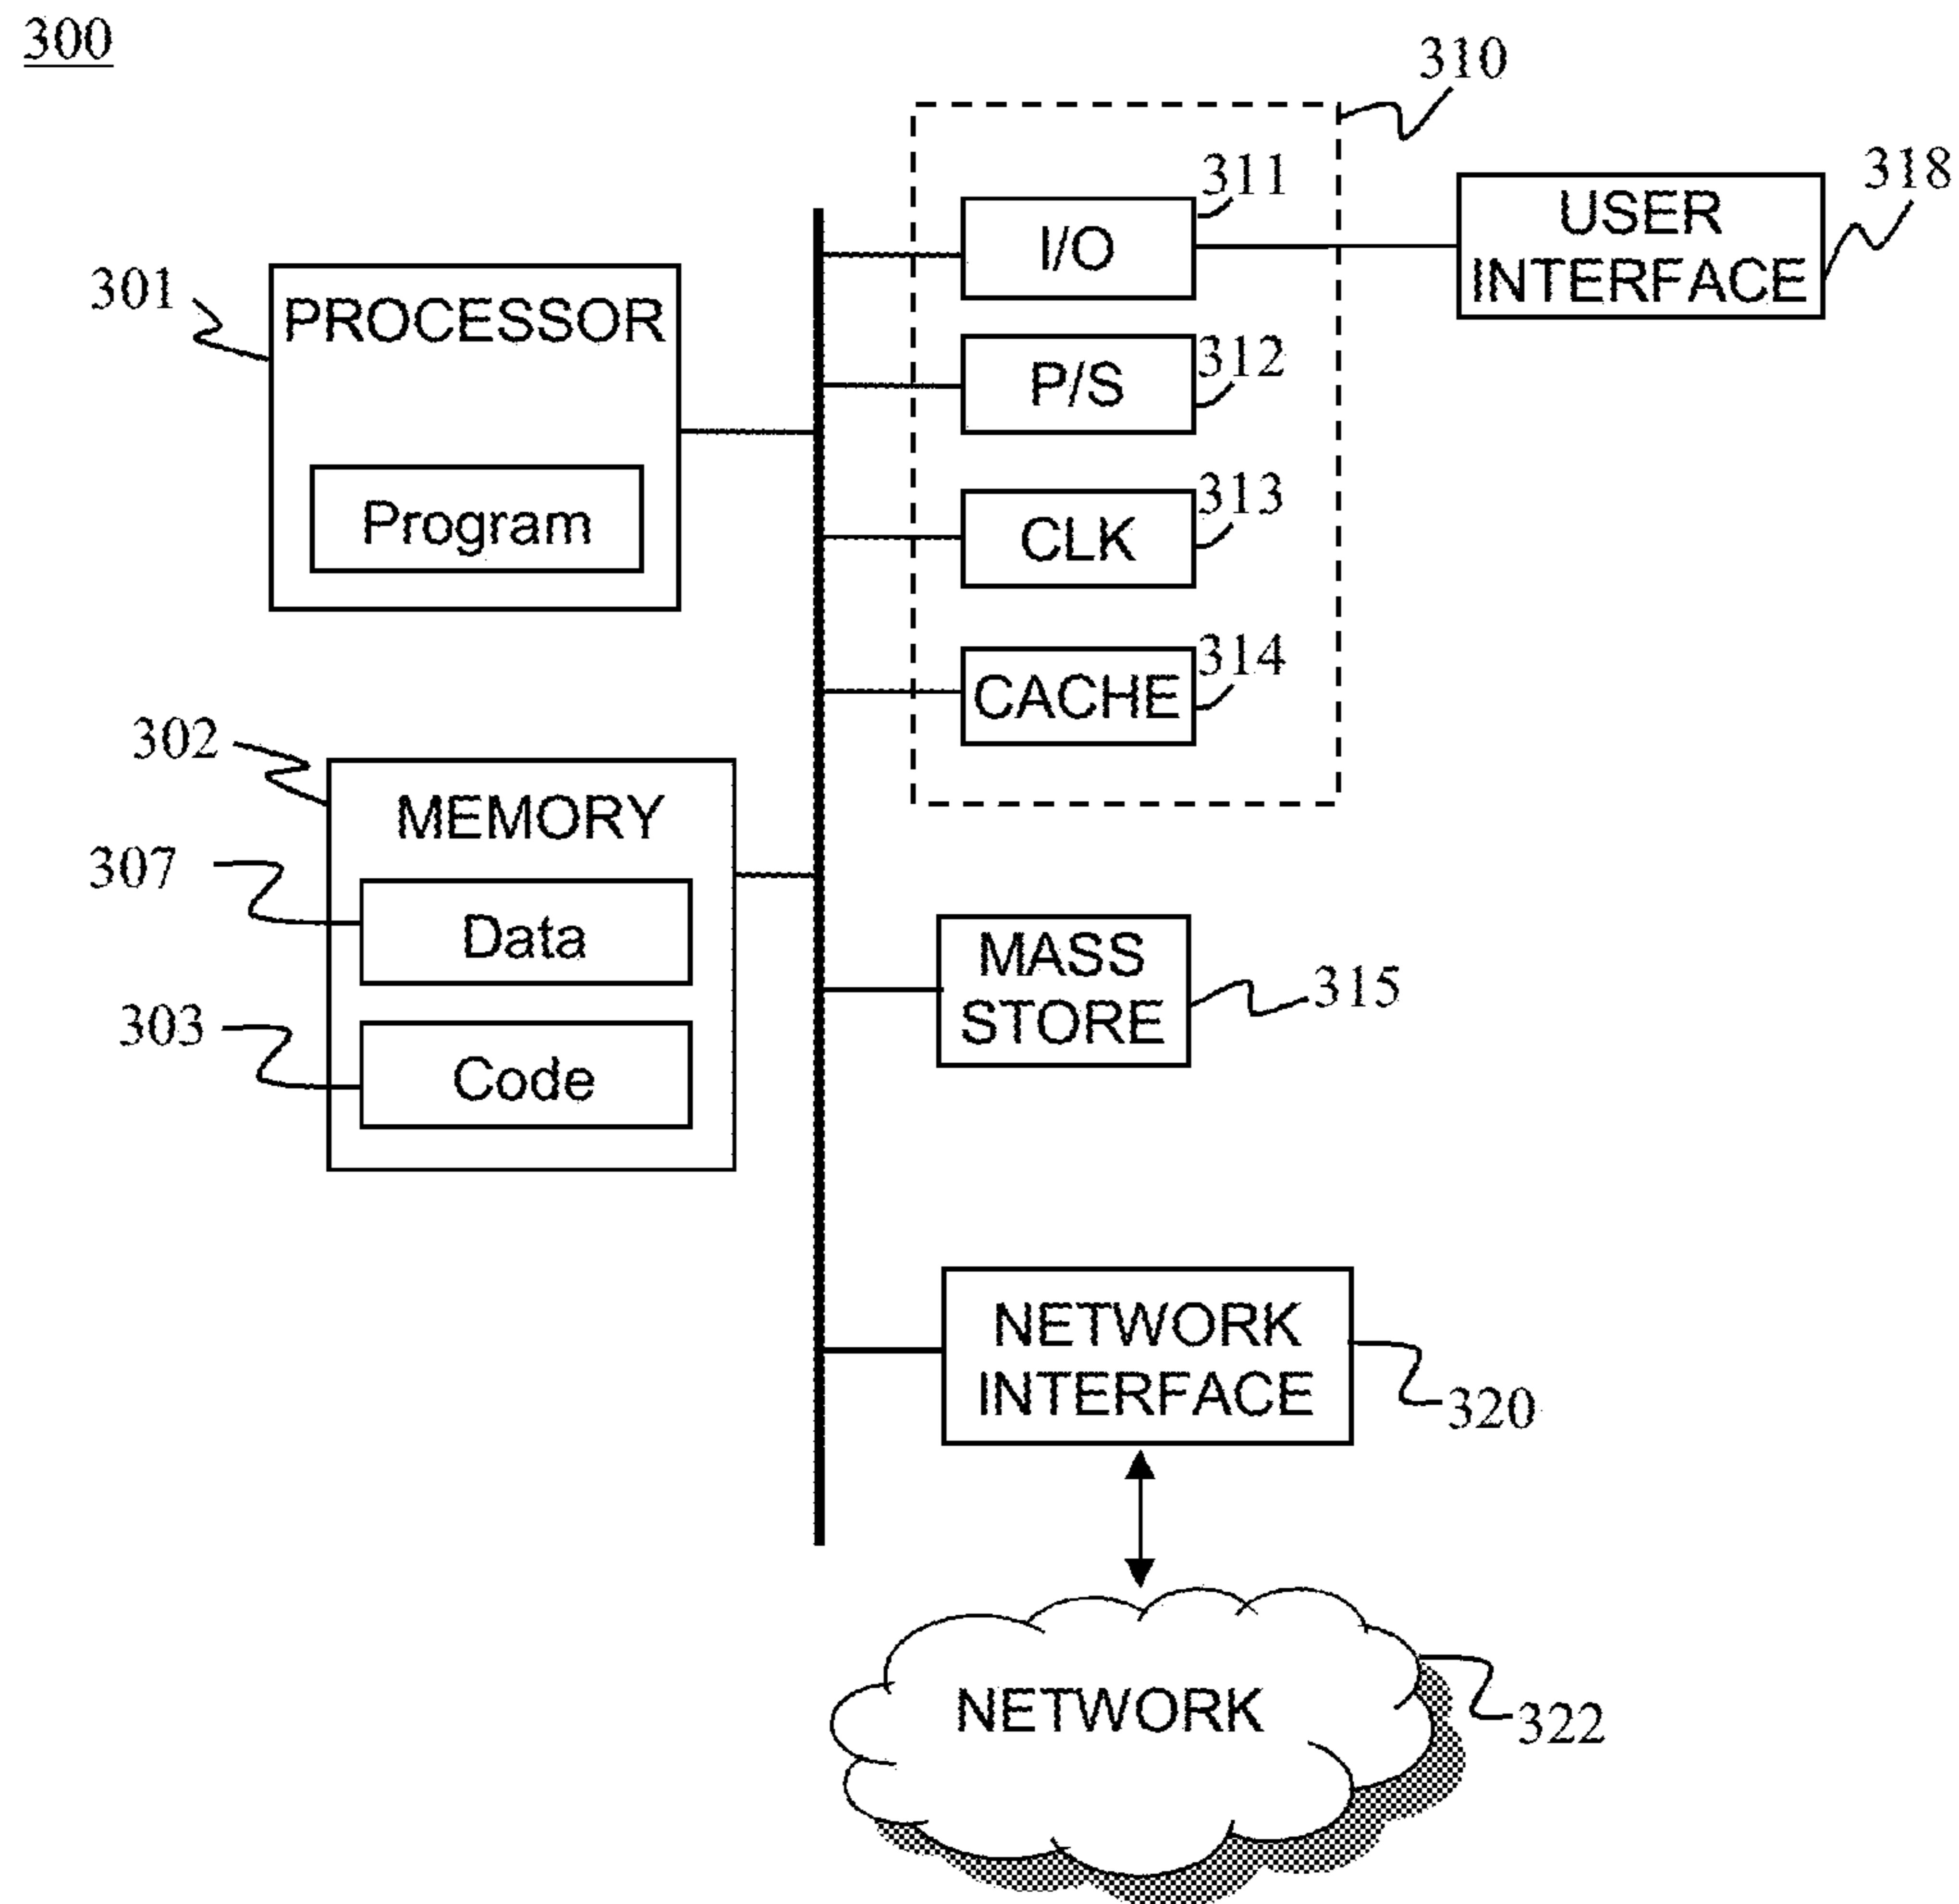 300
310
311
318
I/O
USER
INTERFACE
301
PROCESSOR
312
P/S
Program
313
CLK
314
CACHE
302
MEMORY
307
Data
MASS
STORE
315
303
Code
NETWORK
INTERFACE
320
NETWORK
322